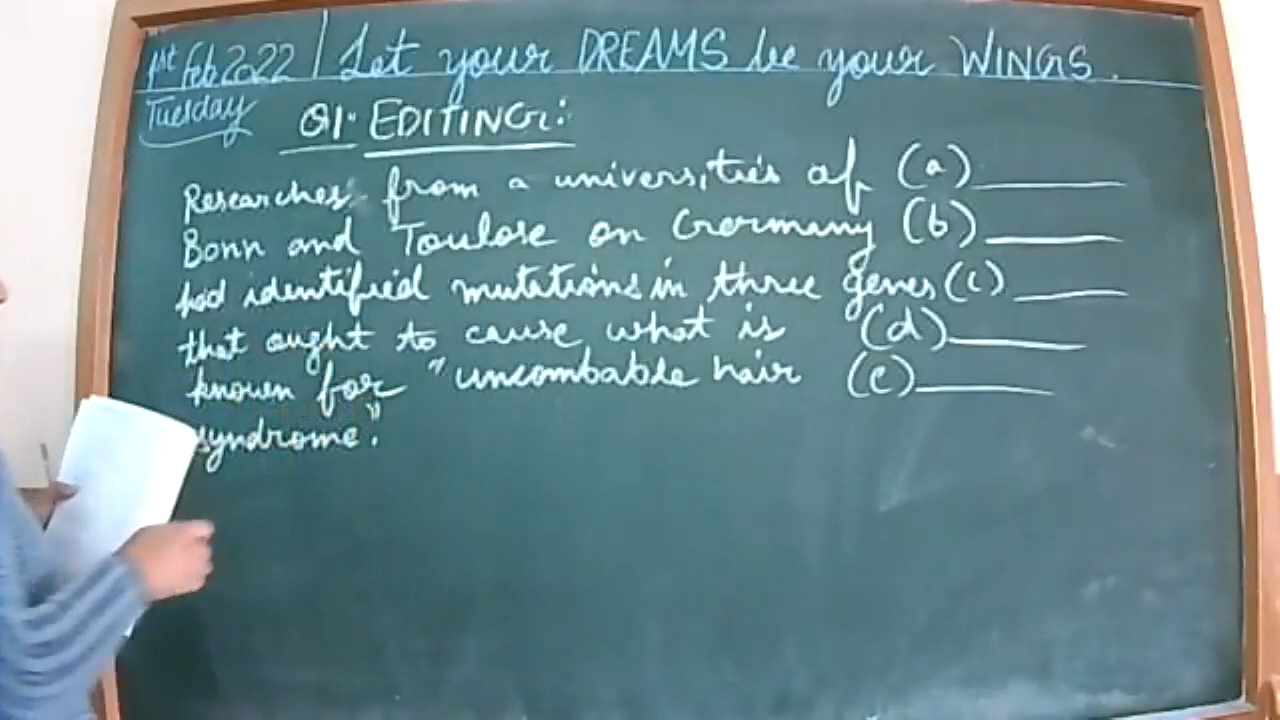 1st Feb 2022 | Let your DREAMS be your WINGS.
Tuesday
Q1. EDITING:
Researches from a universities of (a)______
Bonn and Toulose on Germany (b)______
had identified mutations in three genes (c)______
that ought to cause what is (d)______
known for "uncombable hair (e)______
syndrome".